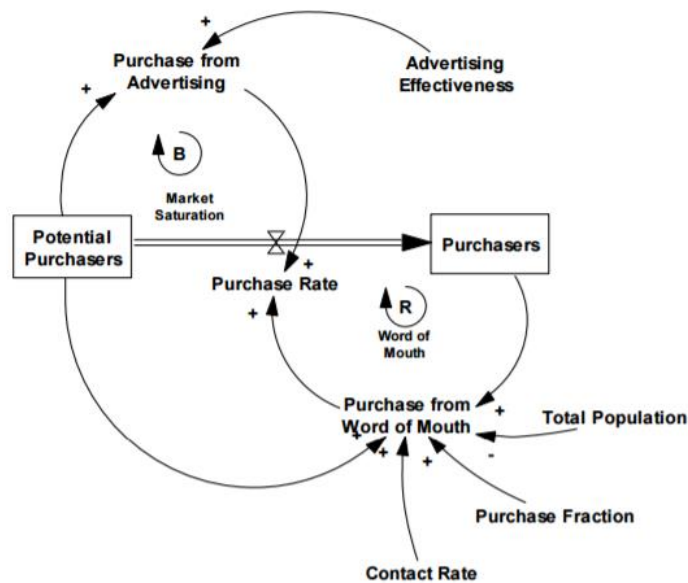 +
Purchase from
Advertising
Advertising
Effectiveness
+
B
Market
Saturation
Potential
Purchasers
Purchasers
+
Purchase Rate
+
R
Word of
Mouth
Purchase from
Word of Mouth
+
Total Population
+
+
+
-
Purchase Fraction
Contact Rate